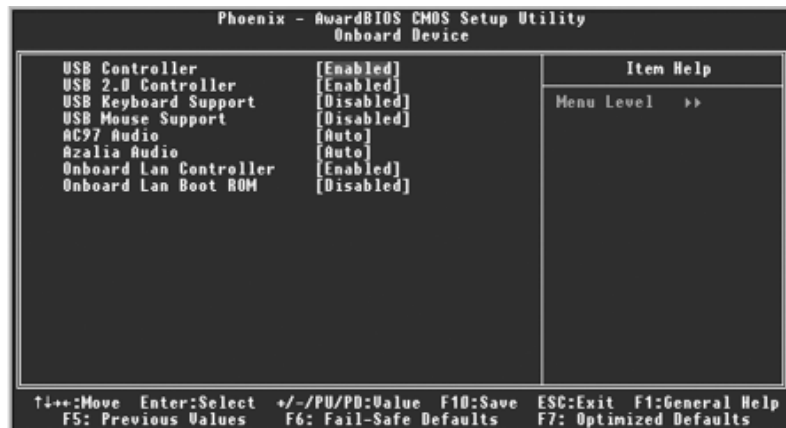 Phoenix - AwardBIOS CMOS Setup Utility
Onboard Device
USB Controller [Enabled]
USB 2.0 Controller [Enabled]
USB Keyboard Support [Disabled]
USB Mouse Support [Disabled]
AC97 Audio [Auto]
Azalia Audio [Auto]
Onboard Lan Controller [Enabled]
Onboard Lan Boot ROM [Disabled]
Item Help
Menu Level ▸▸
↑↓→←:Move Enter:Select +/-/PU/PD:Value F10:Save ESC:Exit F1:General Help
F5: Previous Values F6: Fail-Safe Defaults F7: Optimized Defaults